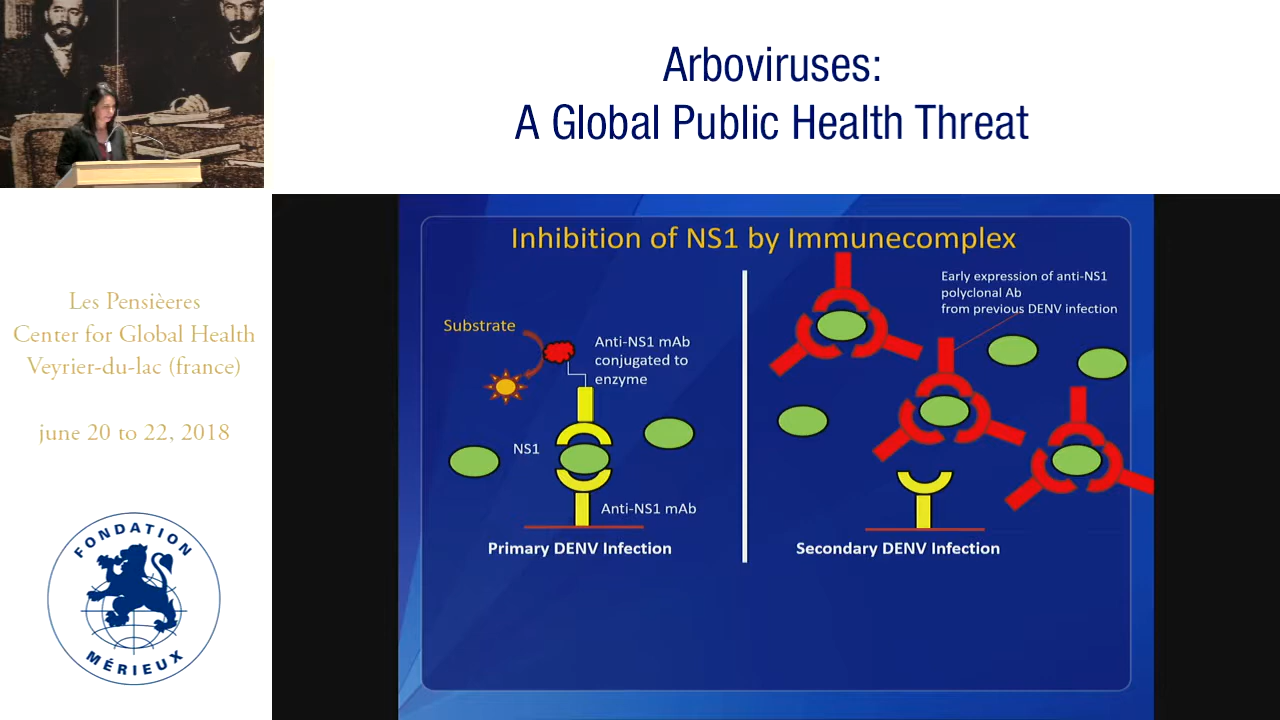 Arboviruses:
A Global Public Health Threat
Les Pensièeres
Center for Global Health
Veyrier-du-lac (france)
june 20 to 22, 2018
FONDATION
MÉRIEUX
Inhibition of NS1 by Immunecomplex
Substrate
Anti-NS1 mAb
conjugated to
enzyme
NS1
Anti-NS1 mAb
Primary DENV Infection
Early expression of anti-NS1
polyclonal Ab
from previous DENV infection
Secondary DENV Infection